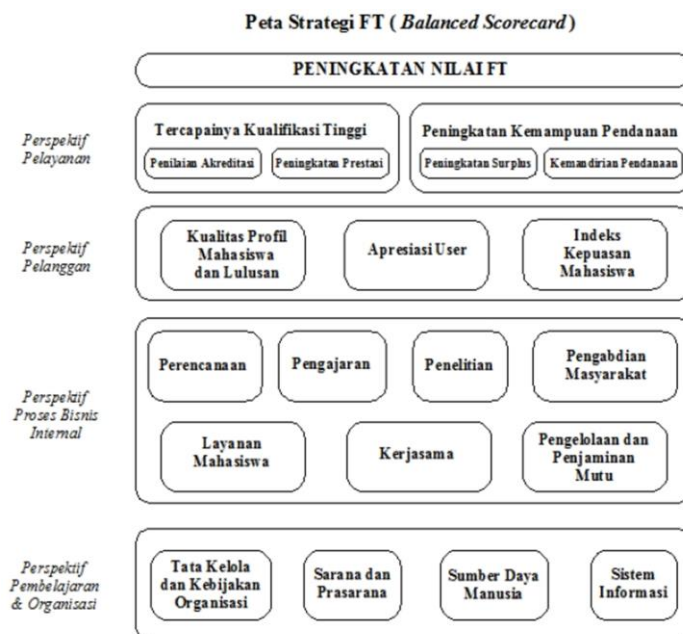 Peta Strategi FT ( Balanced Scorecard )
PENINGKATAN NILAI FT
Perspektif
Pelayanan
Tercapainya Kualifikasi Tinggi
Penilaian Akreditasi
Peningkatan Prestasi
Peningkatan Kemampuan Pendanaan
Peningkatan Surplus
Kemandirian Pendanaan
Perspektif
Pelanggan
Kualitas Profil
Mahasiswa
dan Lulusan
Apresiasi User
Indeks
Kepuasan
Mahasiswa
Perspektif
Proses Bisnis
Internal
Perencanaan
Pengajaran
Penelitian
Pengabdian
Masyarakat
Layanan
Mahasiswa
Kerjasama
Pengelolaan dan
Penjaminan
Mutu
Perspektif
Pembelajaran
& Organisasi
Tata Kelola
dan Kebijakan
Organisasi
Sarana dan
Prasarana
Sumber Daya
Manusia
Sistem
Informasi